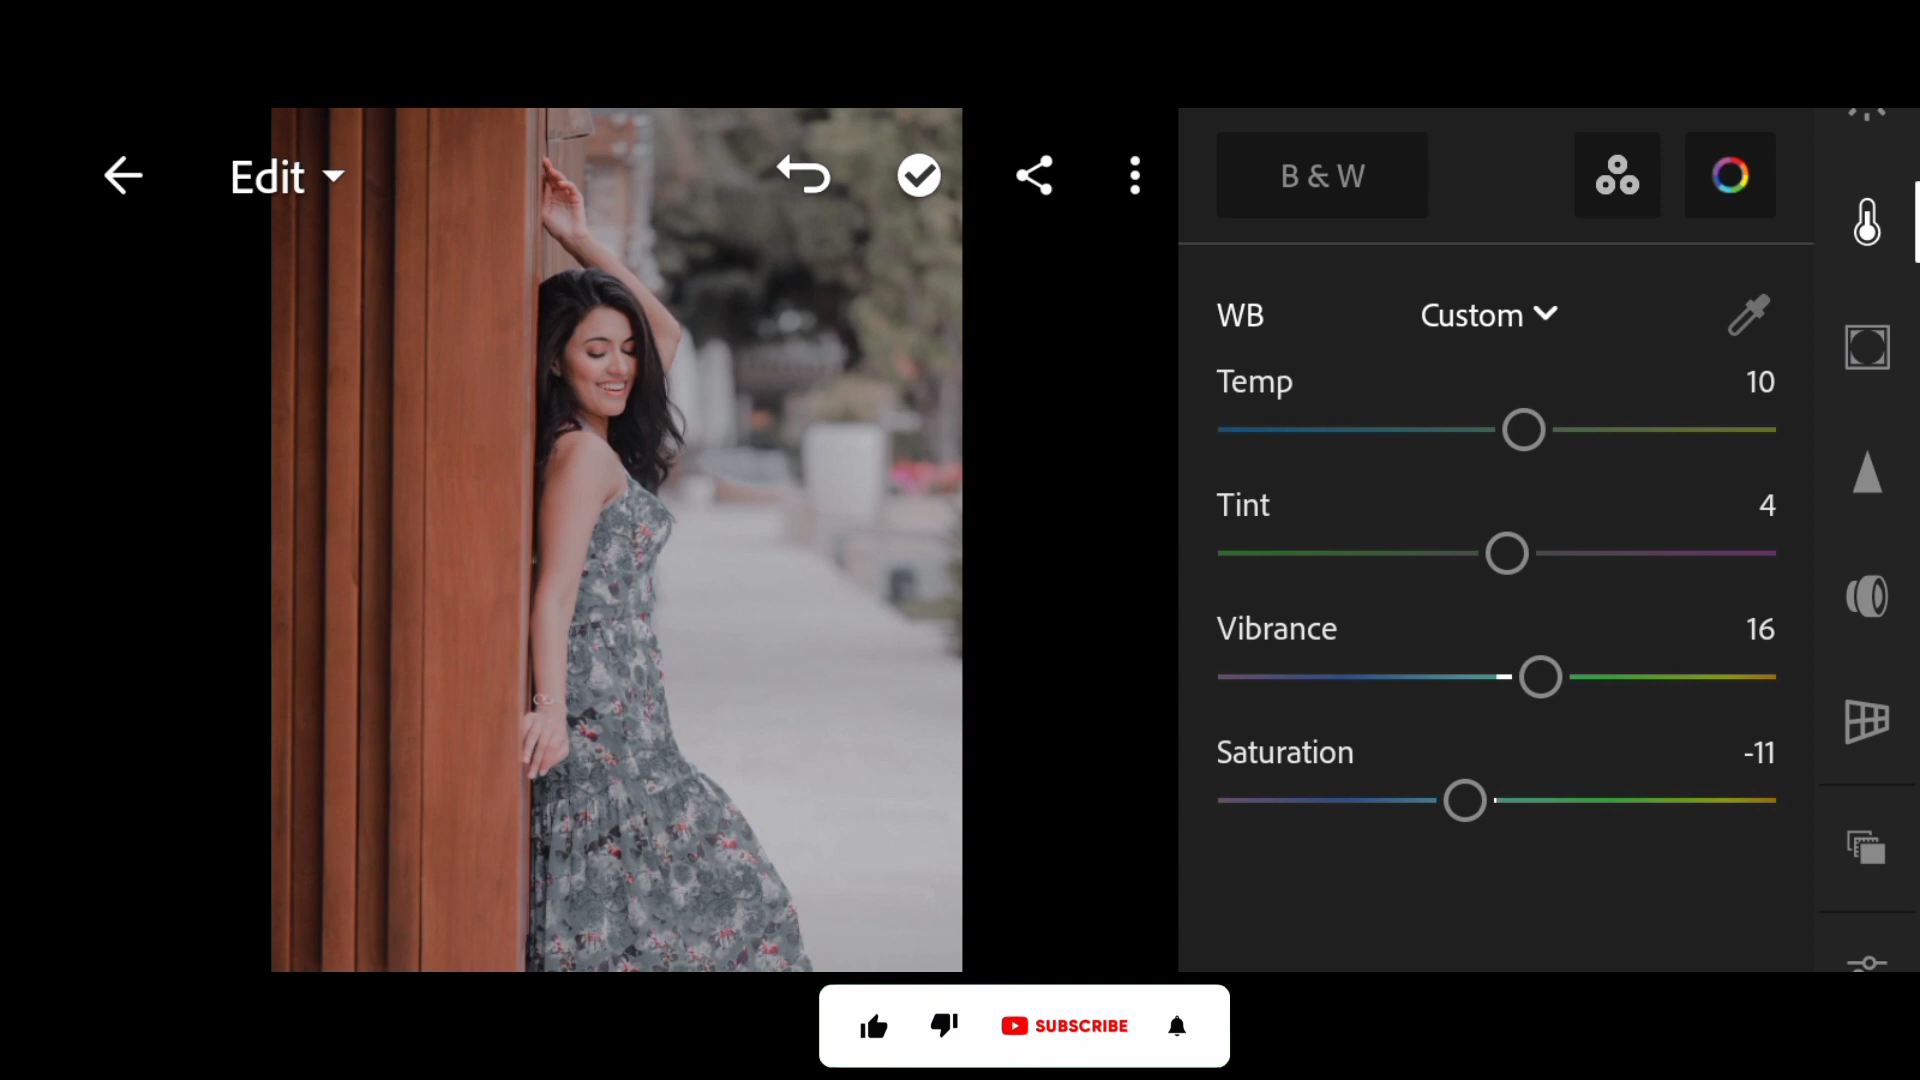 Edit
B & W
WB Custom
Temp 10
Tint 4
Vibrance 16
Saturation -11
SUBSCRIBE